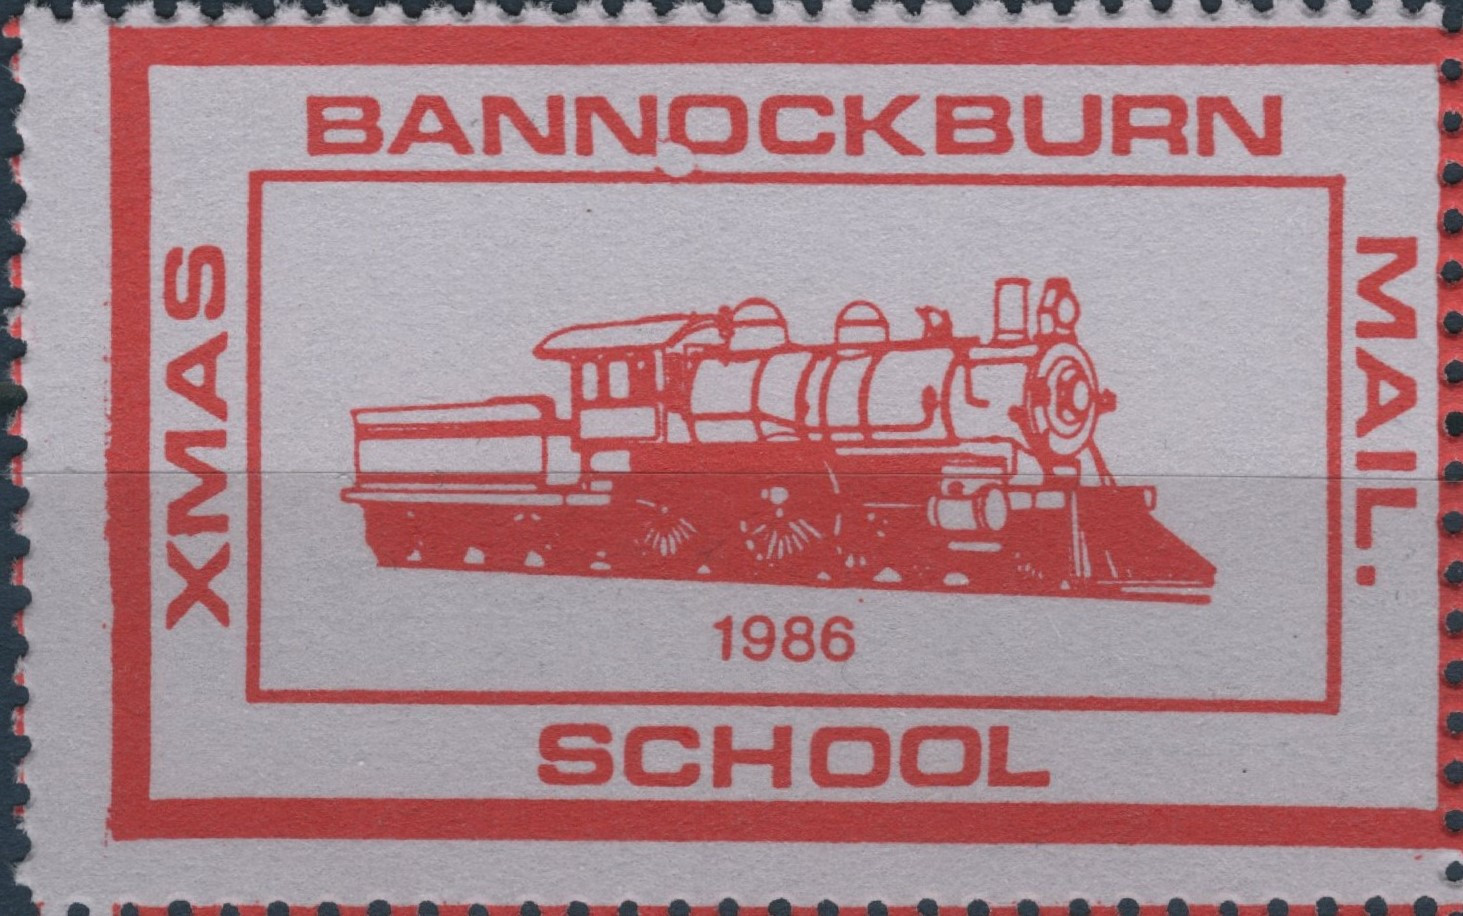 BANNOCKBURN
XMAS
MAIL.
1986
SCHOOL